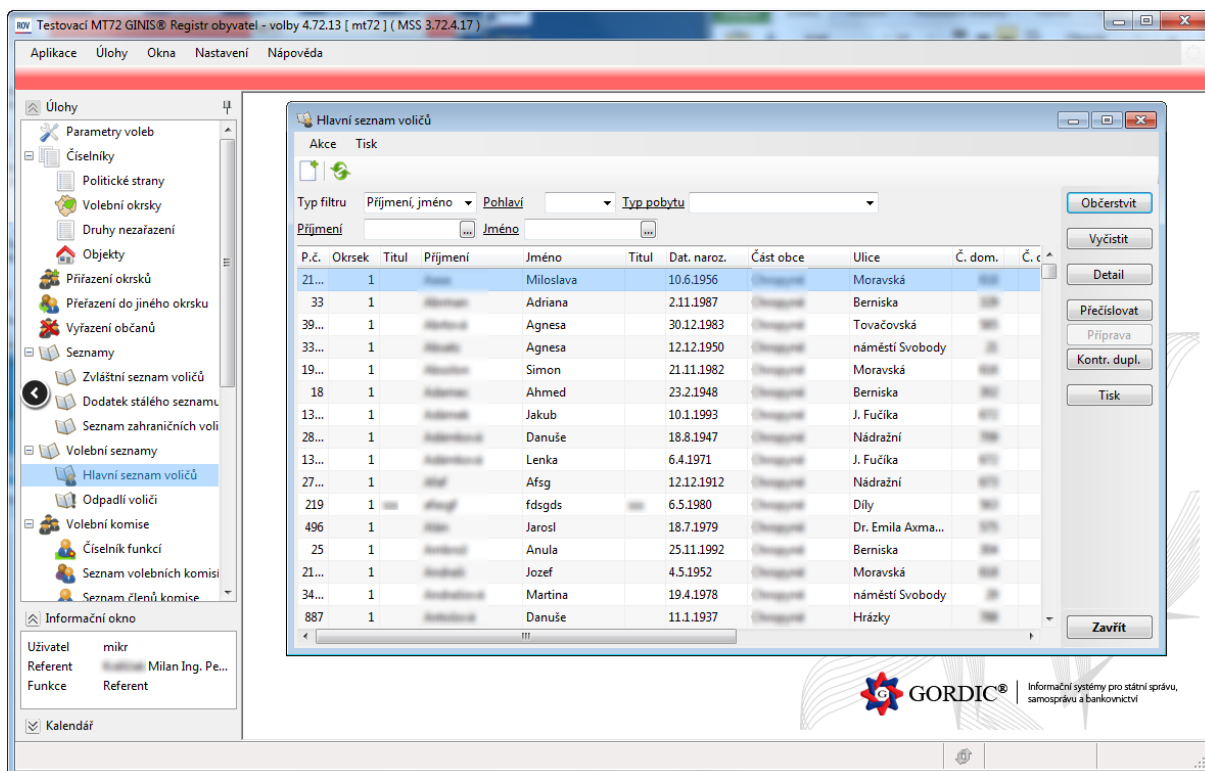 ROV Testovací MT72 GINIS® Registr obyvatel - volby 4.72.13 [ mt72 ] ( MSS 3.72.4.17 )
Aplikace Úlohy Okna Nastavení Nápověda
Úlohy
Parametry voleb
Číselníky
Politické strany
Volební okrsky
Druhy nezařazení
Objekty
Přiřazení okrsků
Přeřazení do jiného okrsku
Vyřazení občanů
Seznamy
Zvláštní seznam voličů
Dodatek stálého seznamu
Seznam zahraničních voli
Volební seznamy
Hlavní seznam voličů
Odpadlí voliči
Volební komise
Číselník funkcí
Seznam volebních komisi
Seznam členů komise
Informační okno
Uživatel mikr
Referent Milan Ing. Pe...
Funkce Referent
Kalendář
Hlavní seznam voličů
Akce Tisk
Typ filtru Příjmení, jméno Pohlaví Typ pobytu
Příjmení ... Jméno ...
P.č. Okrsek Titul Příjmení Jméno Titul Dat. naroz. Část obce Ulice Č. dom. Č. c
21... 1 Miloslava 10.6.1956 Moravská
33 1 Adriana 2.11.1987 Berniska
39... 1 Agnesa 30.12.1983 Tovačovská
33... 1 Agnesa 12.12.1950 náměstí Svobody
19... 1 Simon 21.11.1982 Moravská
18 1 Ahmed 23.2.1948 Berniska
13... 1 Jakub 10.1.1993 J. Fučíka
28... 1 Danuše 18.8.1947 Nádražní
13... 1 Lenka 6.4.1971 J. Fučíka
27... 1 Afsg 12.12.1912 Nádražní
219 1 fdsgds 6.5.1980 Díly
496 1 Jarosl 18.7.1979 Dr. Emila Axma...
25 1 Anula 25.11.1992 Berniska
21... 1 Jozef 4.5.1952 Moravská
34... 1 Martina 19.4.1978 náměstí Svobody
887 1 Danuše 11.1.1937 Hrázky
Občerstvit
Vyčistit
Detail
Přečíslovat
Příprava
Kontr. dupl.
Tisk
Zavřít
G GORDIC®
Informační systémy pro státní správu,
samosprávu a bankovnictví